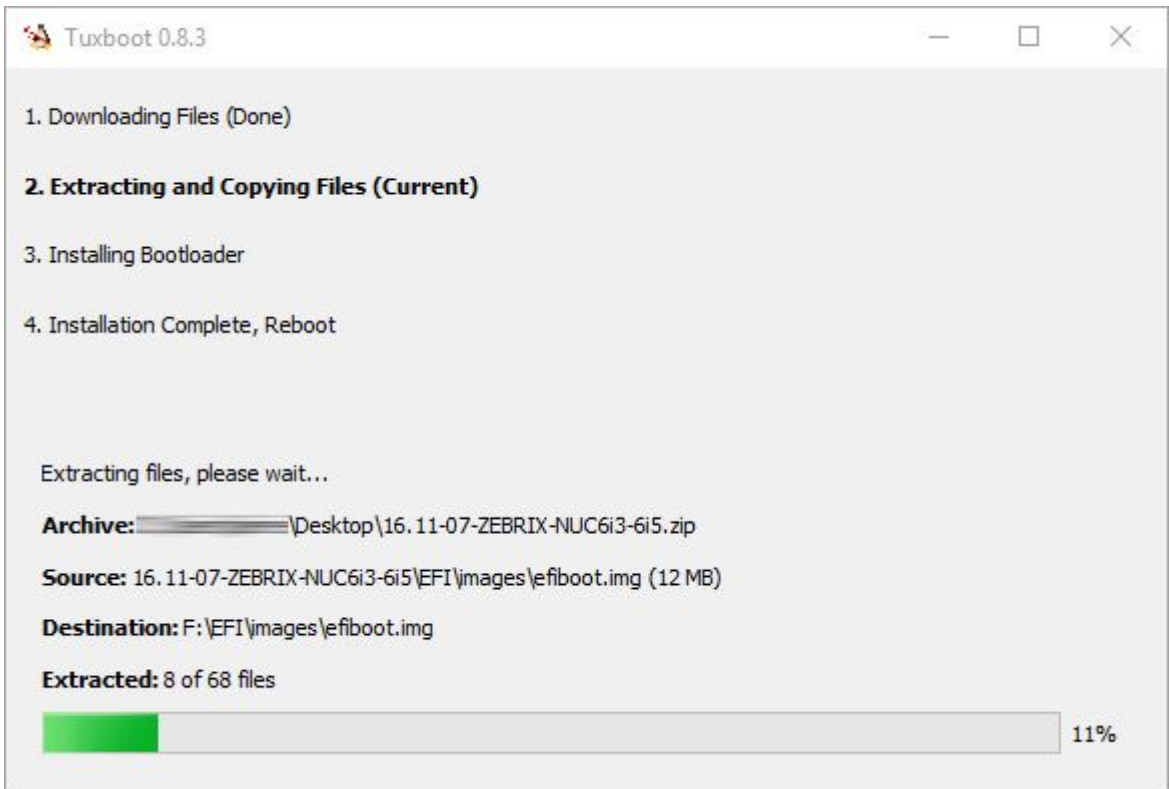 Tuxboot 0.8.3
1. Downloading Files (Done)
2. Extracting and Copying Files (Current)
3. Installing Bootloader
4. Installation Complete, Reboot
Extracting files, please wait...
Archive: \Desktop\16.11-07-ZEBRIX-NUC6i3-6i5.zip
Source: 16.11-07-ZEBRIX-NUC6i3-6i5\EFI\images\efiboot.img (12 MB)
Destination: F:\EFI\images\efiboot.img
Extracted: 8 of 68 files
11%